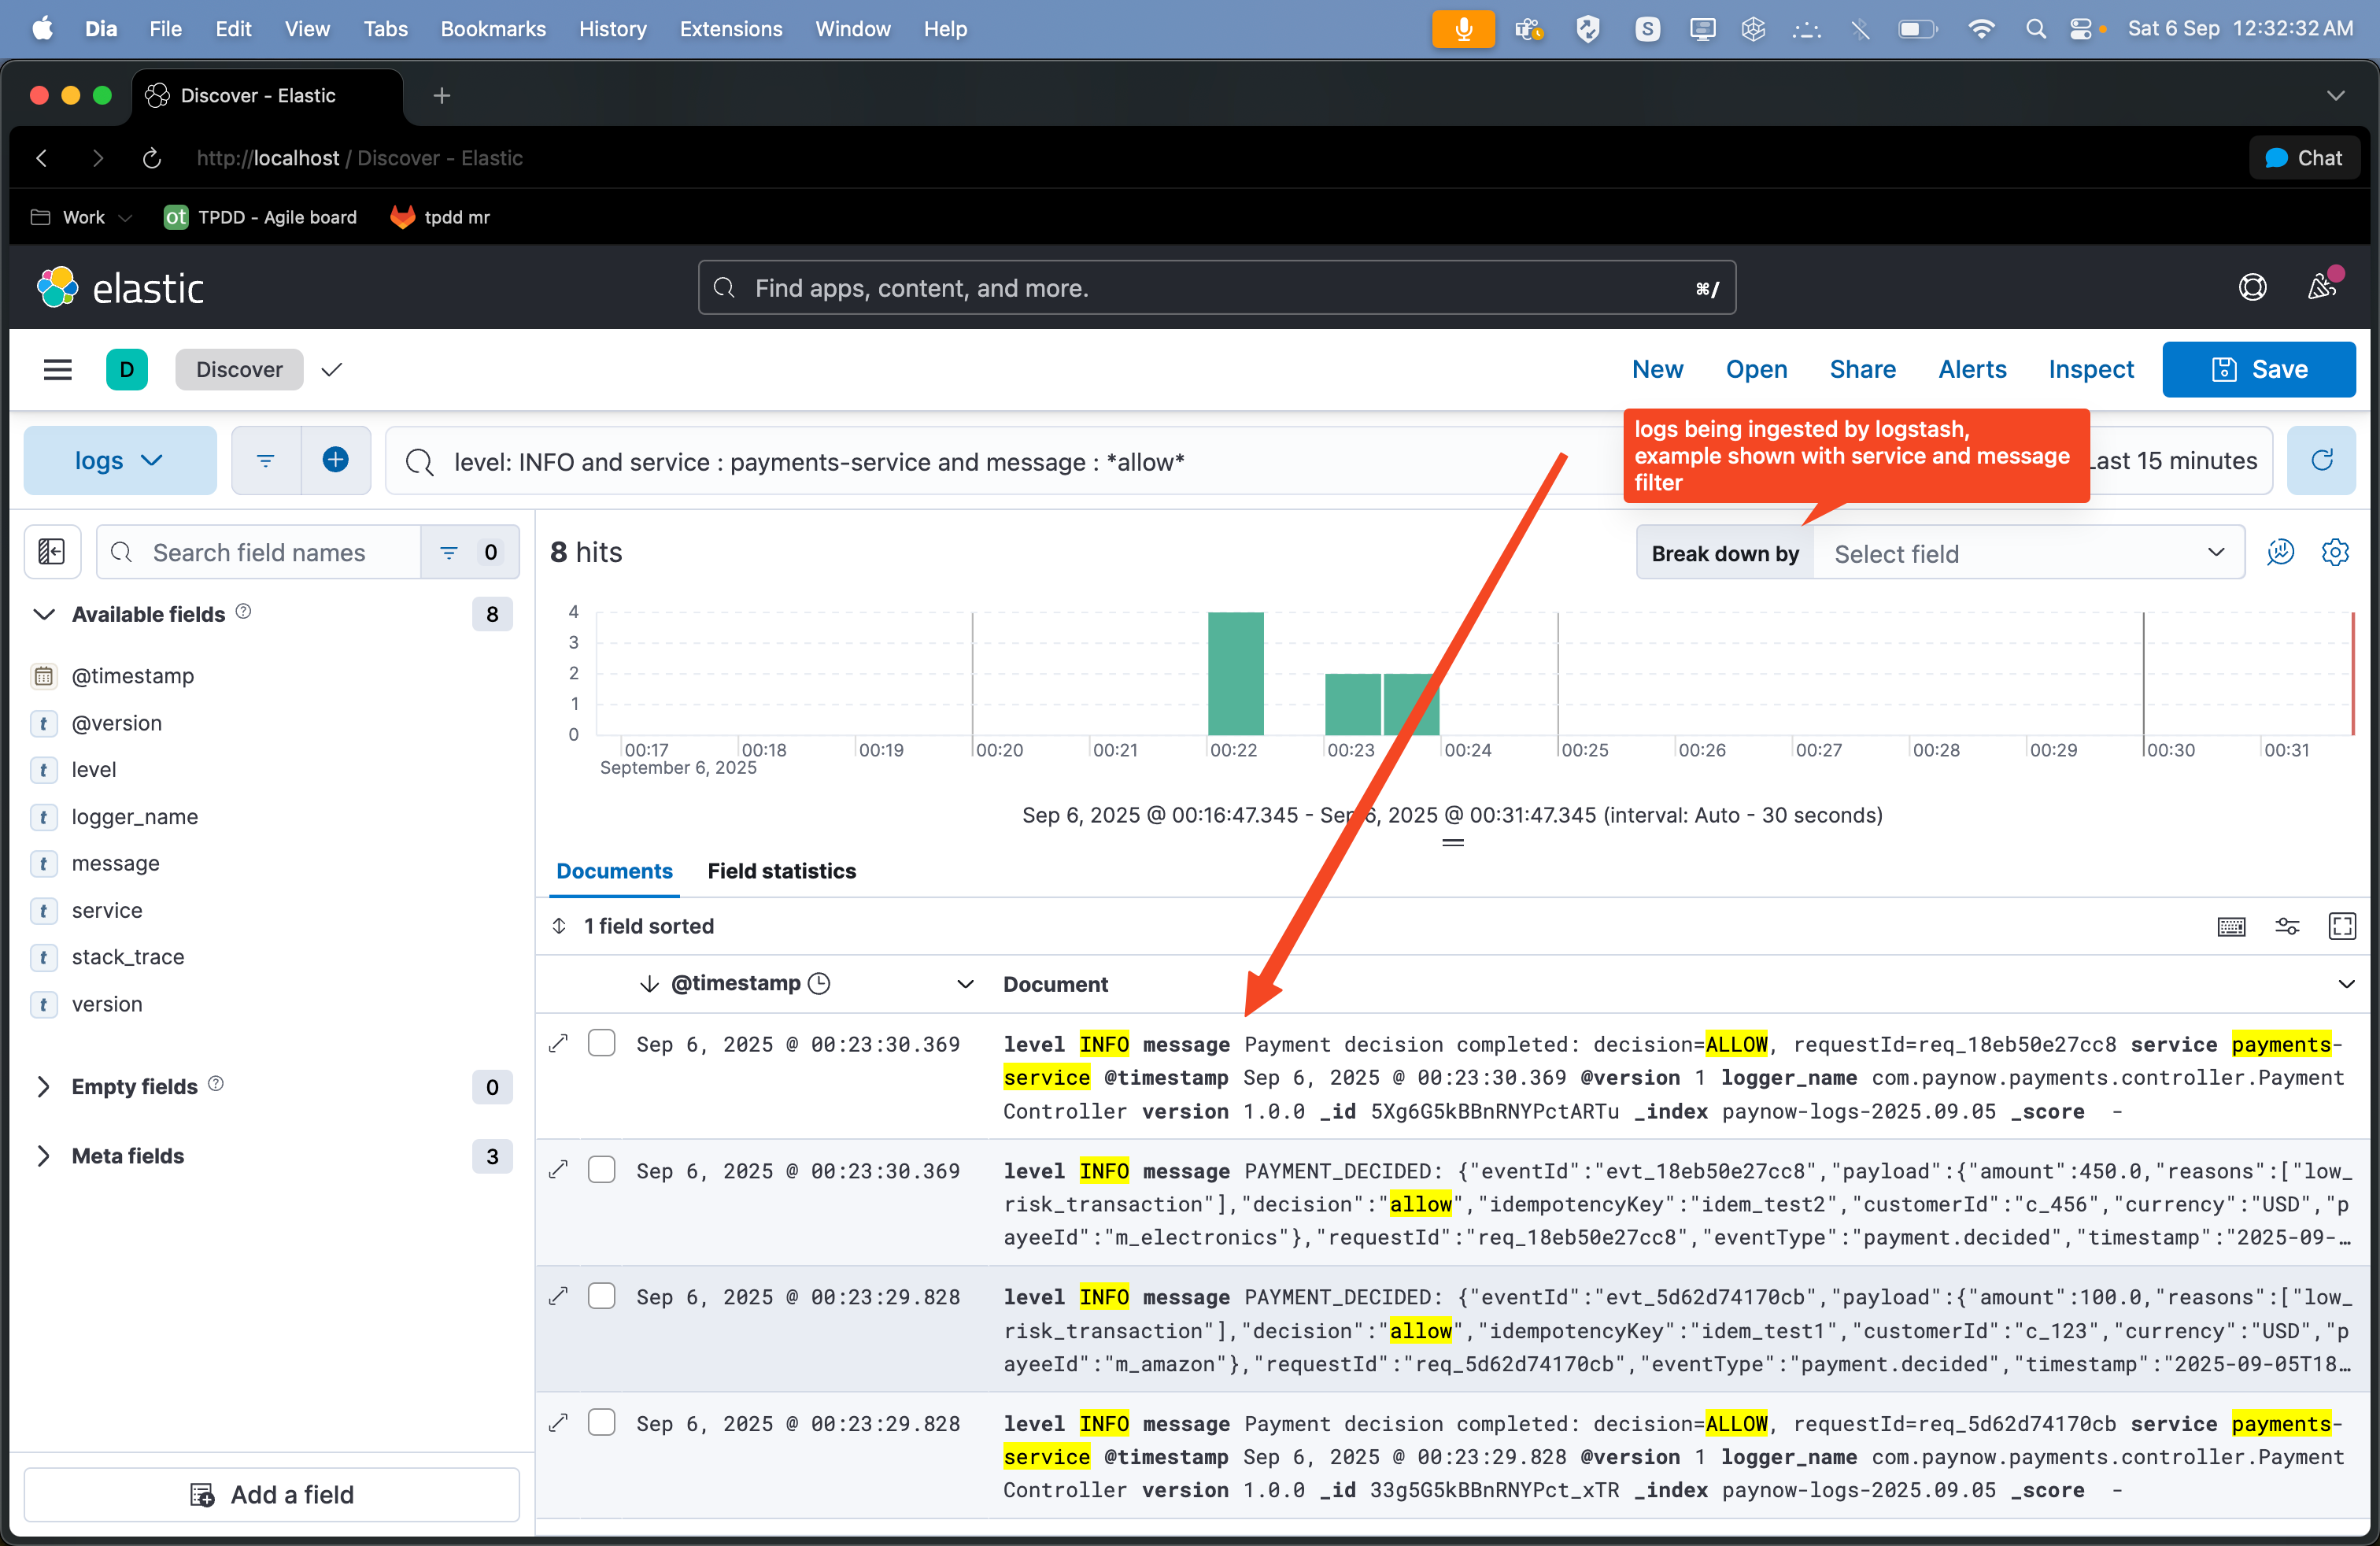 Dia File Edit View Tabs Bookmarks History Extensions Window Help S Sat 6 Sep 12:32:32 AM
Discover - Elastic
http://localhost / Discover - Elastic Chat
Work ot TPDD - Agile board tpdd mr
elastic Find apps, content, and more. ⌘/
D Discover New Open Share Alerts Inspect Save
logs level: INFO and service : payments-service and message : *allow* Last 15 minutes
logs being ingested by logstash,
example shown with service and message
filter
Search field names 0
8 hits Break down by Select field
Available fields 8
@timestamp
t @version
t level
t logger_name
t message
t service
t stack_trace
t version
Empty fields 0
Meta fields 3
Add a field
4
3
2
1
0
00:17 00:18 00:19 00:20 00:21 00:22 00:23 00:24 00:25 00:26 00:27 00:28 00:29 00:30 00:31
September 6, 2025
Sep 6, 2025 @ 00:16:47.345 - Sep 6, 2025 @ 00:31:47.345 (interval: Auto - 30 seconds)
Documents Field statistics
1 field sorted
@timestamp Document
Sep 6, 2025 @ 00:23:30.369 level INFO message Payment decision completed: decision=ALLOW, requestId=req_18eb50e27cc8 service payments-
service @timestamp Sep 6, 2025 @ 00:23:30.369 @version 1 logger_name com.paynow.payments.controller.Payment
Controller version 1.0.0 _id 5Xg6G5kBBnRNYPctARTu _index paynow-logs-2025.09.05 _score -
Sep 6, 2025 @ 00:23:30.369 level INFO message PAYMENT_DECIDED: {"eventId":"evt_18eb50e27cc8","payload":{"amount":450.0,"reasons":["low_
risk_transaction"],"decision":"allow","idempotencyKey":"idem_test2","customerId":"c_456","currency":"USD","p
ayeeId":"m_electronics"},"requestId":"req_18eb50e27cc8","eventType":"payment.decided","timestamp":"2025-09-…
Sep 6, 2025 @ 00:23:29.828 level INFO message PAYMENT_DECIDED: {"eventId":"evt_5d62d74170cb","payload":{"amount":100.0,"reasons":["low_
risk_transaction"],"decision":"allow","idempotencyKey":"idem_test1","customerId":"c_123","currency":"USD","p
ayeeId":"m_amazon"},"requestId":"req_5d62d74170cb","eventType":"payment.decided","timestamp":"2025-09-05T18…
Sep 6, 2025 @ 00:23:29.828 level INFO message Payment decision completed: decision=ALLOW, requestId=req_5d62d74170cb service payments-
service @timestamp Sep 6, 2025 @ 00:23:29.828 @version 1 logger_name com.paynow.payments.controller.Payment
Controller version 1.0.0 _id 33g5G5kBBnRNYPct_xTR _index paynow-logs-2025.09.05 _score -